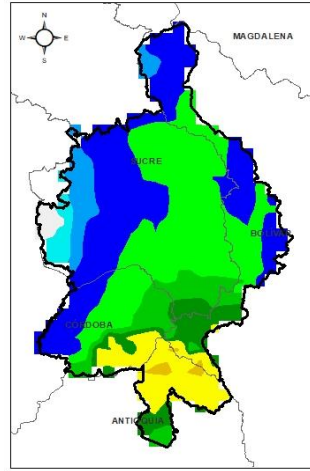 N
W E
S
MAGDALENA
SUCRE
BOLIVAR
CORDOBA
ANTIOQUIA